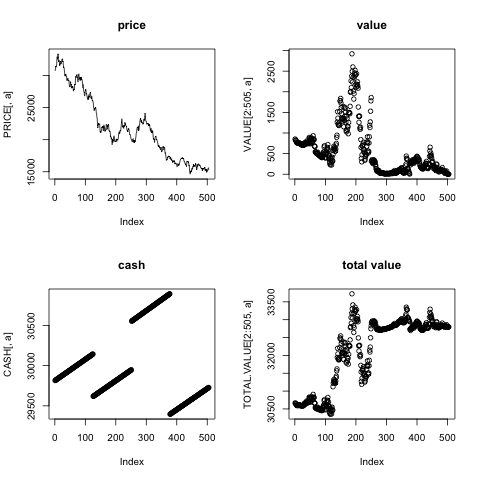 price
PRICE[, a]
15000 25000
0 100 200 300 400 500
Index
value
VALUE[2:505, a]
0 500 1500 2500
0 100 200 300 400 500
Index
cash
CASH[, a]
29500 30000 30500
0 100 200 300 400 500
Index
total value
TOTAL.VALUE[2:505, a]
30500 32000 33500
0 100 200 300 400 500
Index